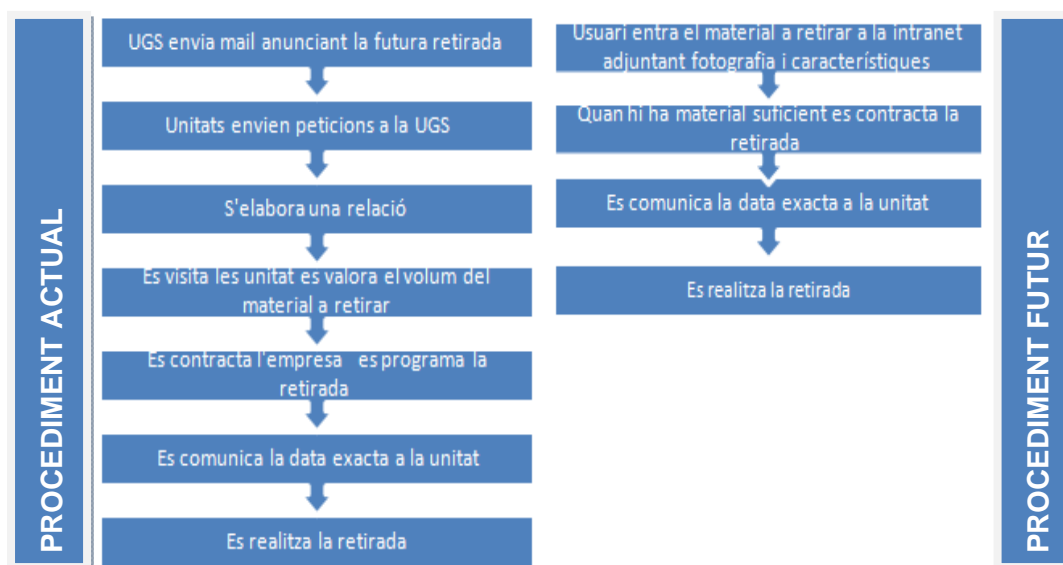 PROCEDIMENT ACTUAL
UGS envia mail anunciant la futura retirada
Unitats envien peticions a la UGS
S'elabora una relació
Es visita les unitat es valora el volum del
material a retirar
Es contracta l'empresa es programa la
retirada
Es comunica la data exacta a la unitat
Es realitza la retirada
Usuari entra el material a retirar a la intranet
adjuntant fotografia i característiques
Quan hi ha material suficient es contracta la
retirada
Es comunica la data exacta a la unitat
Es realitza la retirada
PROCEDIMENT FUTUR